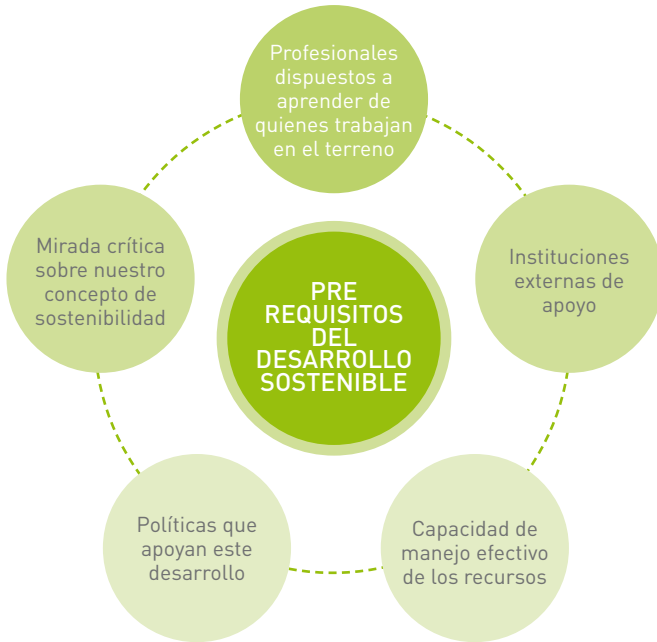 Profesionales
dispuestos a
aprender de
quienes trabajan
en el terreno
Mirada crítica
sobre nuestro
concepto de
sostenibilidad
PRE
REQUISITOS
DEL
DESARROLLO
SOSTENIBLE
Instituciones
externas de
apoyo
Políticas que
apoyan este
desarrollo
Capacidad de
manejo efectivo
de los recursos